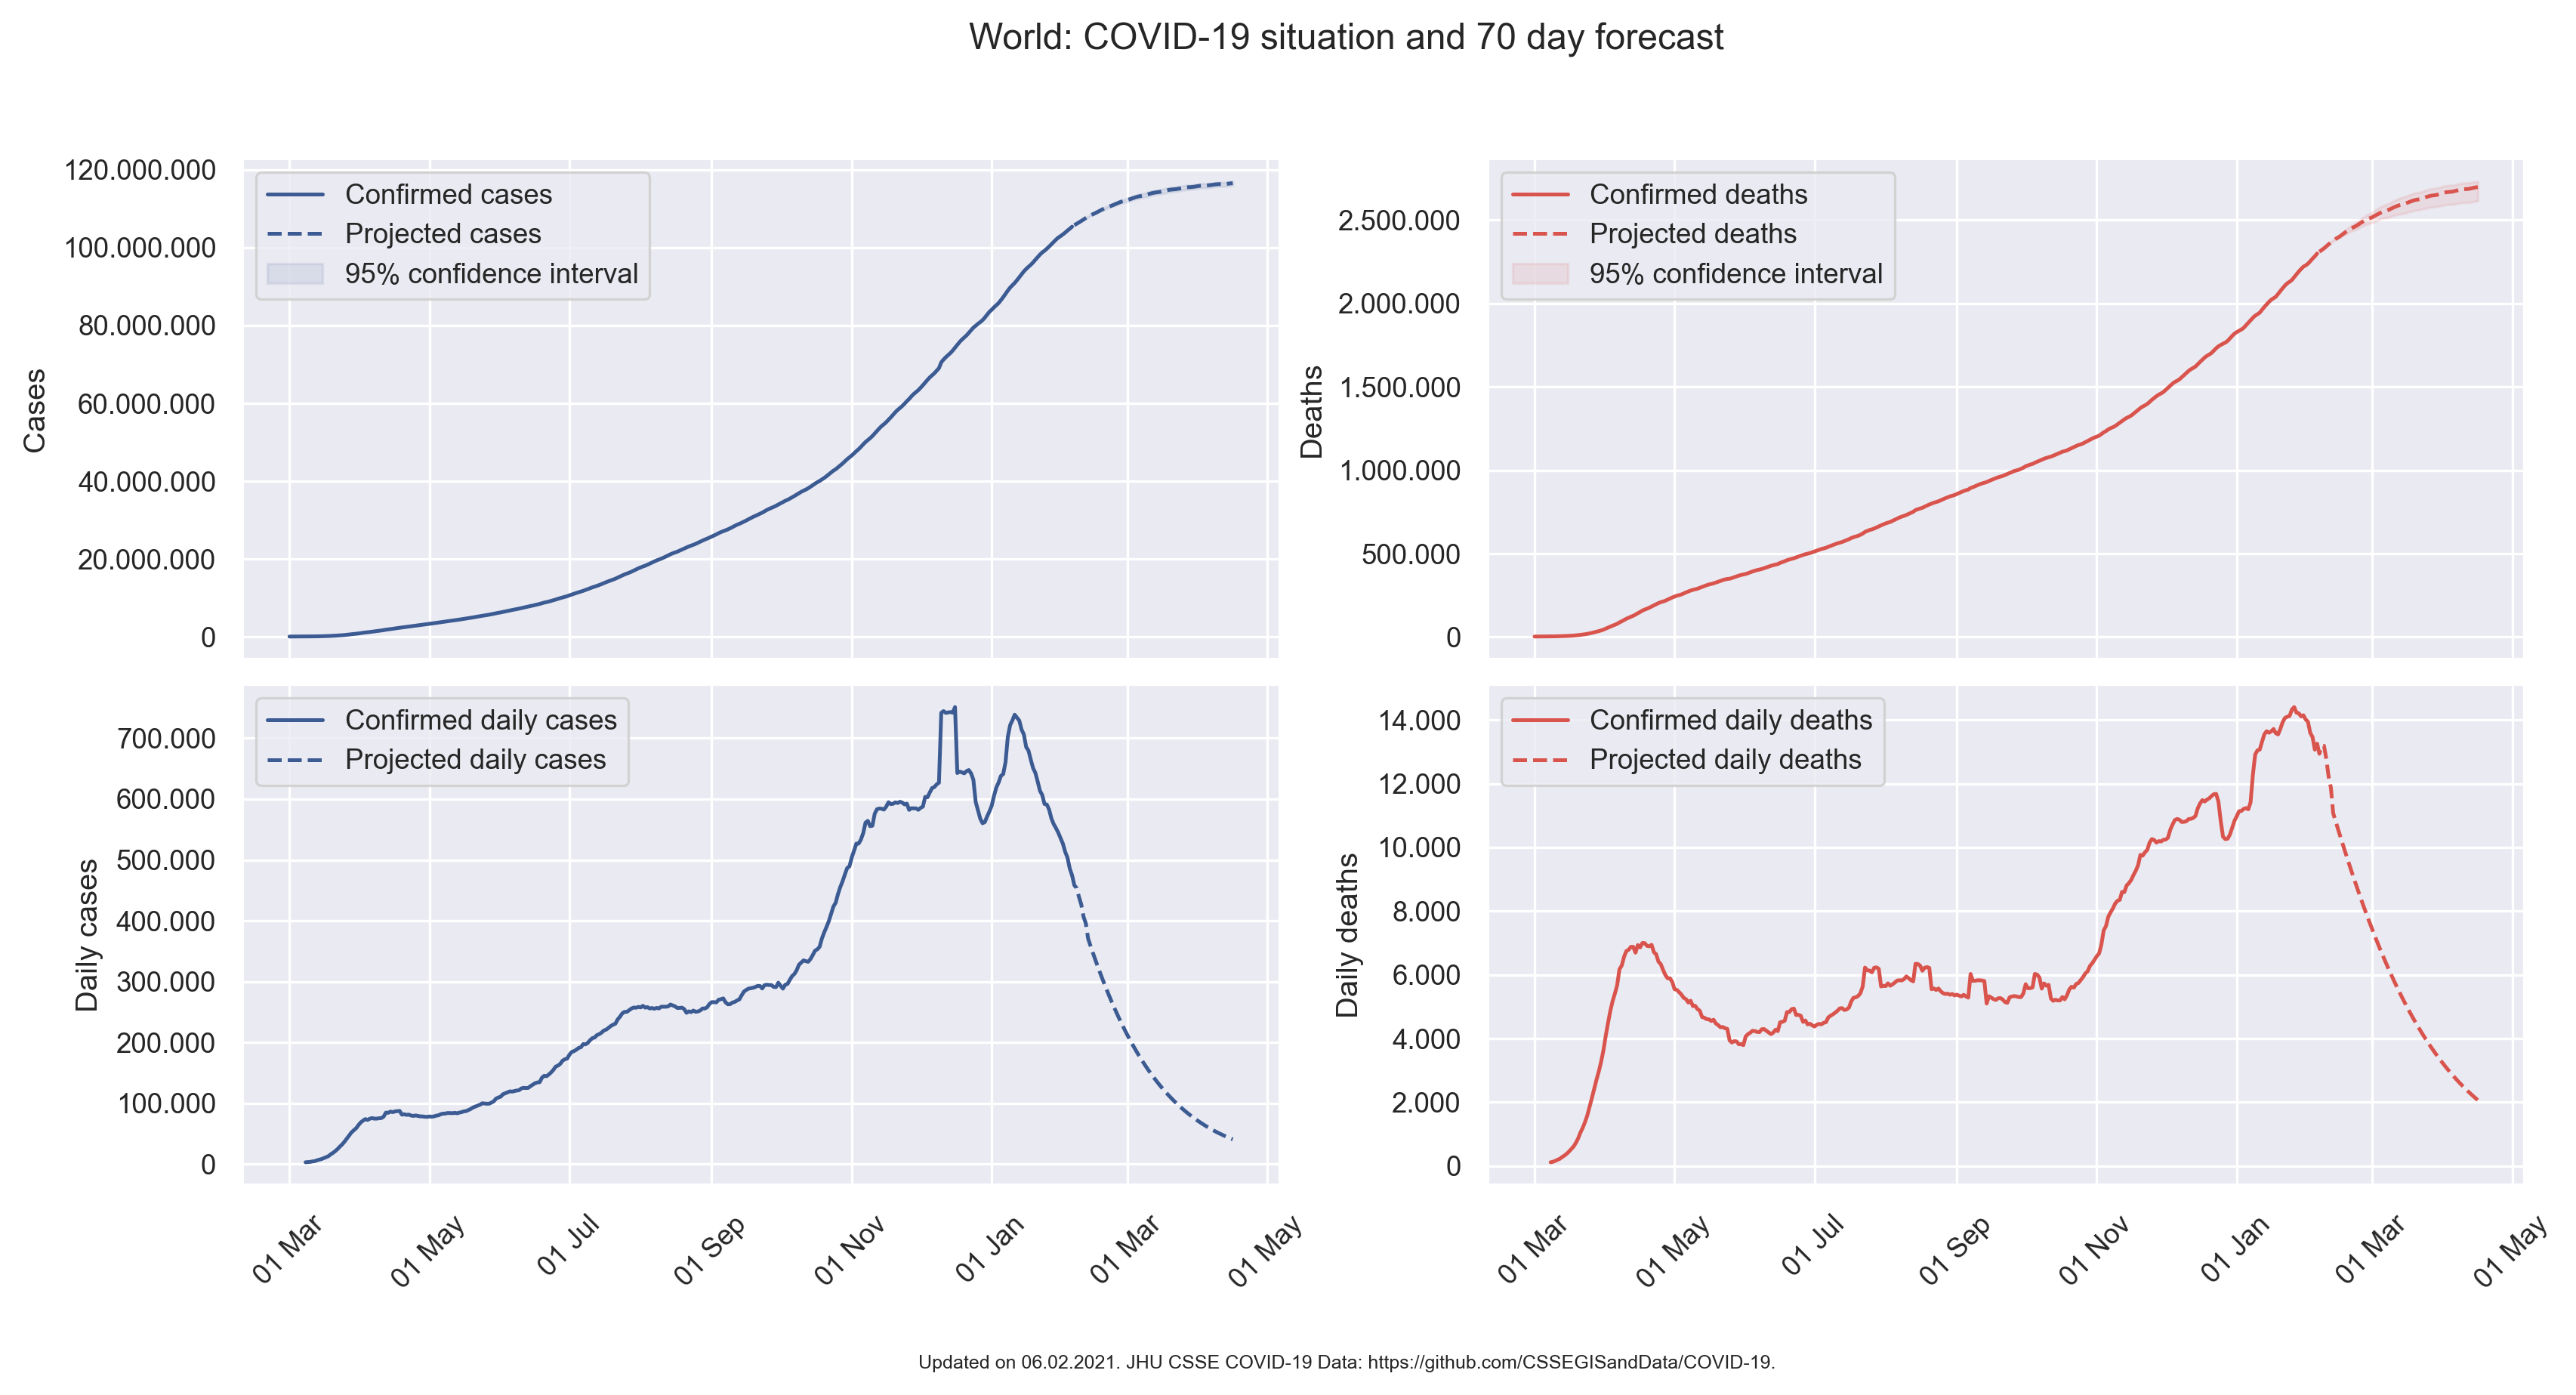 World: COVID-19 situation and 70 day forecast
120.000.000
100.000.000
80.000.000
60.000.000
40.000.000
20.000.000
0
Cases
Confirmed cases
Projected cases
95% confidence interval
2.500.000
2.000.000
1.500.000
1.000.000
500.000
0
Deaths
Confirmed deaths
Projected deaths
95% confidence interval
700.000
600.000
500.000
400.000
300.000
200.000
100.000
0
Daily cases
Confirmed daily cases
Projected daily cases
01 Mar
01 May
01 Jul
01 Sep
01 Nov
01 Jan
01 Mar
01 May
14.000
12.000
10.000
8.000
6.000
4.000
2.000
0
Daily deaths
Confirmed daily deaths
Projected daily deaths
01 Mar
01 May
01 Jul
01 Sep
01 Nov
01 Jan
01 Mar
01 May
Updated on 06.02.2021. JHU CSSE COVID-19 Data: https://github.com/CSSEGISandData/COVID-19.